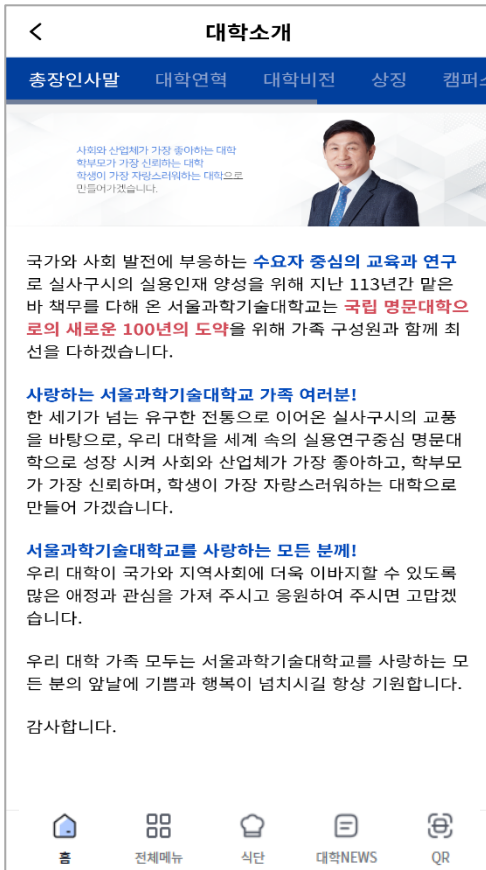 대학소개
총장인사말 대학연혁 대학비전 상징 캠퍼스
사회와 산업체가 가장 좋아하는 대학
학부모가 가장 신뢰하는 대학
학생이 가장 자랑스러워하는 대학으로
만들어가겠습니다.
국가와 사회 발전에 부응하는 수요자 중심의 교육과 연구
로 실사구시의 실용인재 양성을 위해 지난 113년간 맡은
바 책무를 다해 온 서울과학기술대학교는 국립 명문대학으
로의 새로운 100년의 도약을 위해 가족 구성원과 함께 최
선을 다하겠습니다.
사랑하는 서울과학기술대학교 가족 여러분!
한 세기가 넘는 유구한 전통으로 이어온 실사구시의 교풍
을 바탕으로, 우리 대학을 세계 속의 실용연구중심 명문대
학으로 성장 시켜 사회와 산업체가 가장 좋아하고, 학부모
가 가장 신뢰하며, 학생이 가장 자랑스러워하는 대학으로
만들어 가겠습니다.
서울과학기술대학교를 사랑하는 모든 분께!
우리 대학이 국가와 지역사회에 더욱 이바지할 수 있도록
많은 애정과 관심을 가져 주시고 응원하여 주시면 고맙겠
습니다.
우리 대학 가족 모두는 서울과학기술대학교를 사랑하는 모
든 분의 앞날에 기쁨과 행복이 넘치시길 항상 기원합니다.
감사합니다.
홈 전체메뉴 식단 대학NEWS QR